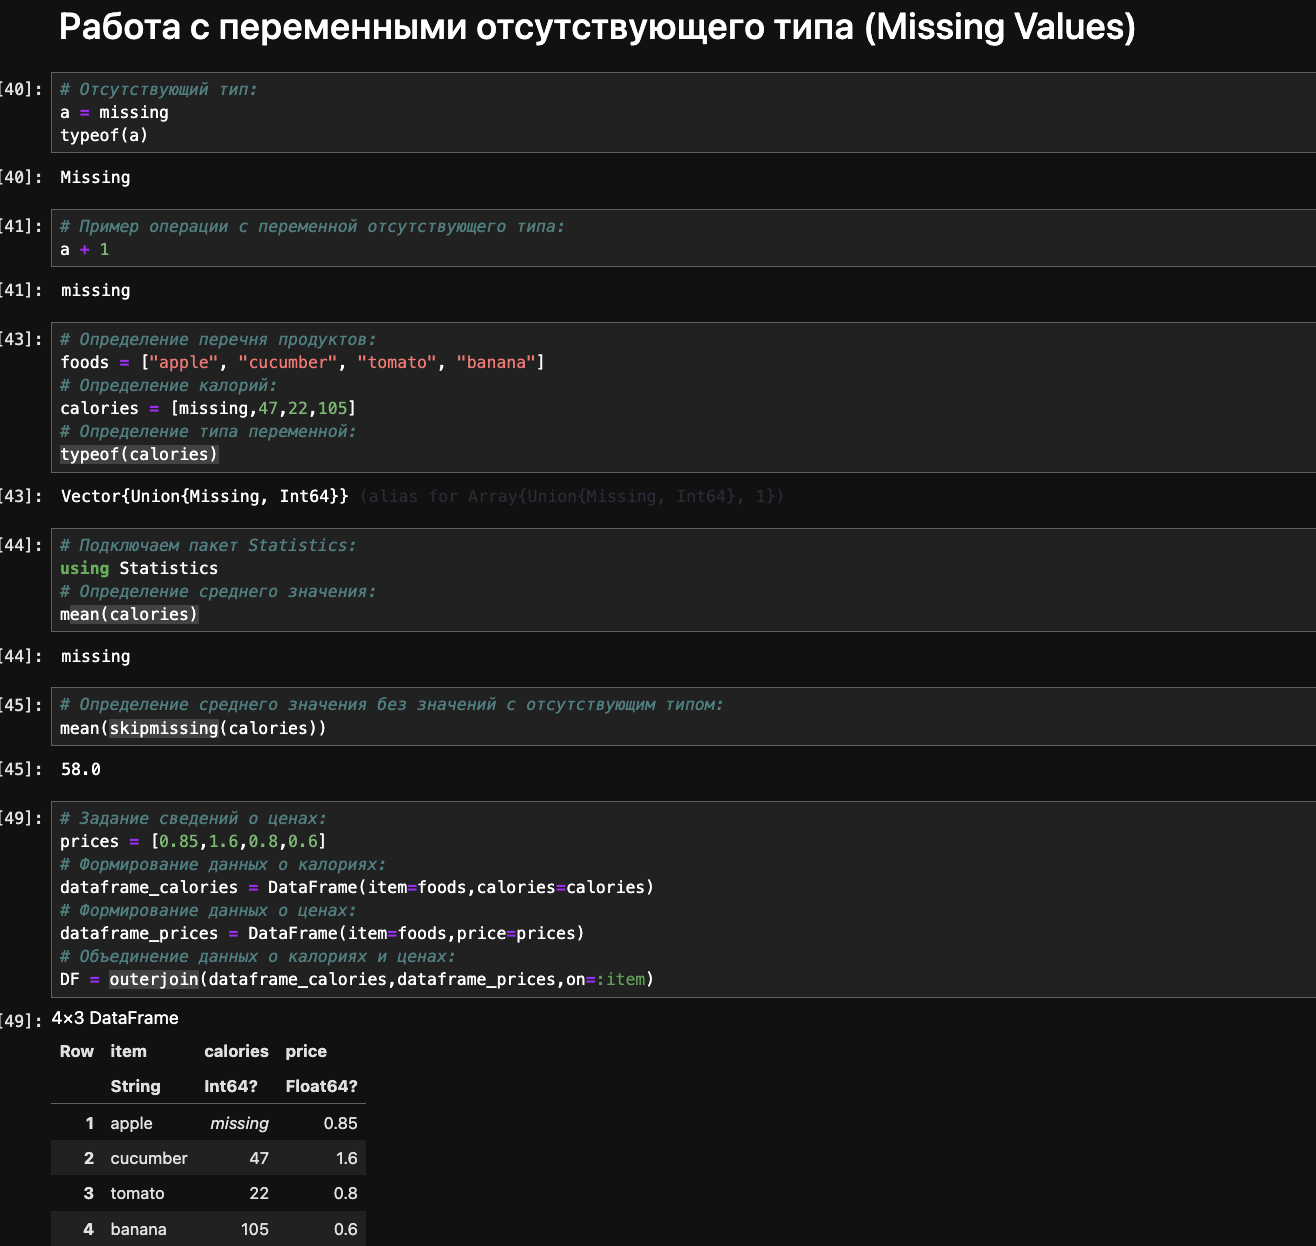 Работа с переменными отсутствующего типа (Missing Values)
[40]:
# Отсутствующий тип:
a = missing
typeof(a)
[40]: Missing
[41]:
# Пример операции с переменной отсутствующего типа:
a + 1
[41]: missing
[43]:
# Определение перечня продуктов:
foods = ["apple", "cucumber", "tomato", "banana"]
# Определение калорий:
calories = [missing,47,22,105]
# Определение типа переменной:
typeof(calories)
[43]: Vector{Union{Missing, Int64}} (alias for Array{Union{Missing, Int64}, 1})
[44]:
# Подключаем пакет Statistics:
using Statistics
# Определение среднего значения:
mean(calories)
[44]: missing
[45]:
# Определение среднего значения без значений с отсутствующим типом:
mean(skipmissing(calories))
[45]: 58.0
[49]:
# Задание сведений о ценах:
prices = [0.85,1.6,0.8,0.6]
# Формирование данных о калориях:
dataframe_calories = DataFrame(item=foods,calories=calories)
# Формирование данных о ценах:
dataframe_prices = DataFrame(item=foods,price=prices)
# Объединение данных о калориях и ценах:
DF = outerjoin(dataframe_calories,dataframe_prices,on=:item)
[49]: 4×3 DataFrame
Row item calories price
String Int64? Float64?
1 apple missing 0.85
2 cucumber 47 1.6
3 tomato 22 0.8
4 banana 105 0.6